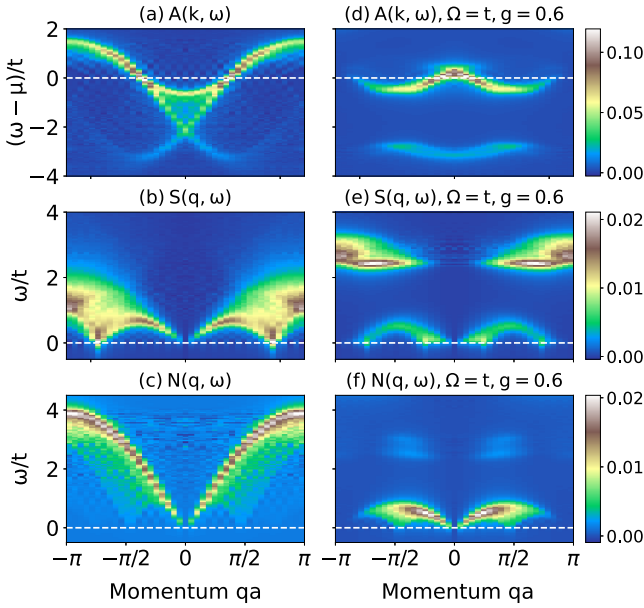 (a) A(k, ω)
(d) A(k, ω), Ω = t, g = 0.6
2
0
−2
−4
(ω − μ)/t
0.10
0.05
0.00
(b) S(q, ω)
(e) S(q, ω), Ω = t, g = 0.6
4
2
0
ω/t
0.02
0.01
0.00
(c) N(q, ω)
(f) N(q, ω), Ω = t, g = 0.6
4
2
0
ω/t
0.02
0.01
0.00
−π −π/2 0 π/2 π
−π −π/2 0 π/2 π
Momentum qa
Momentum qa